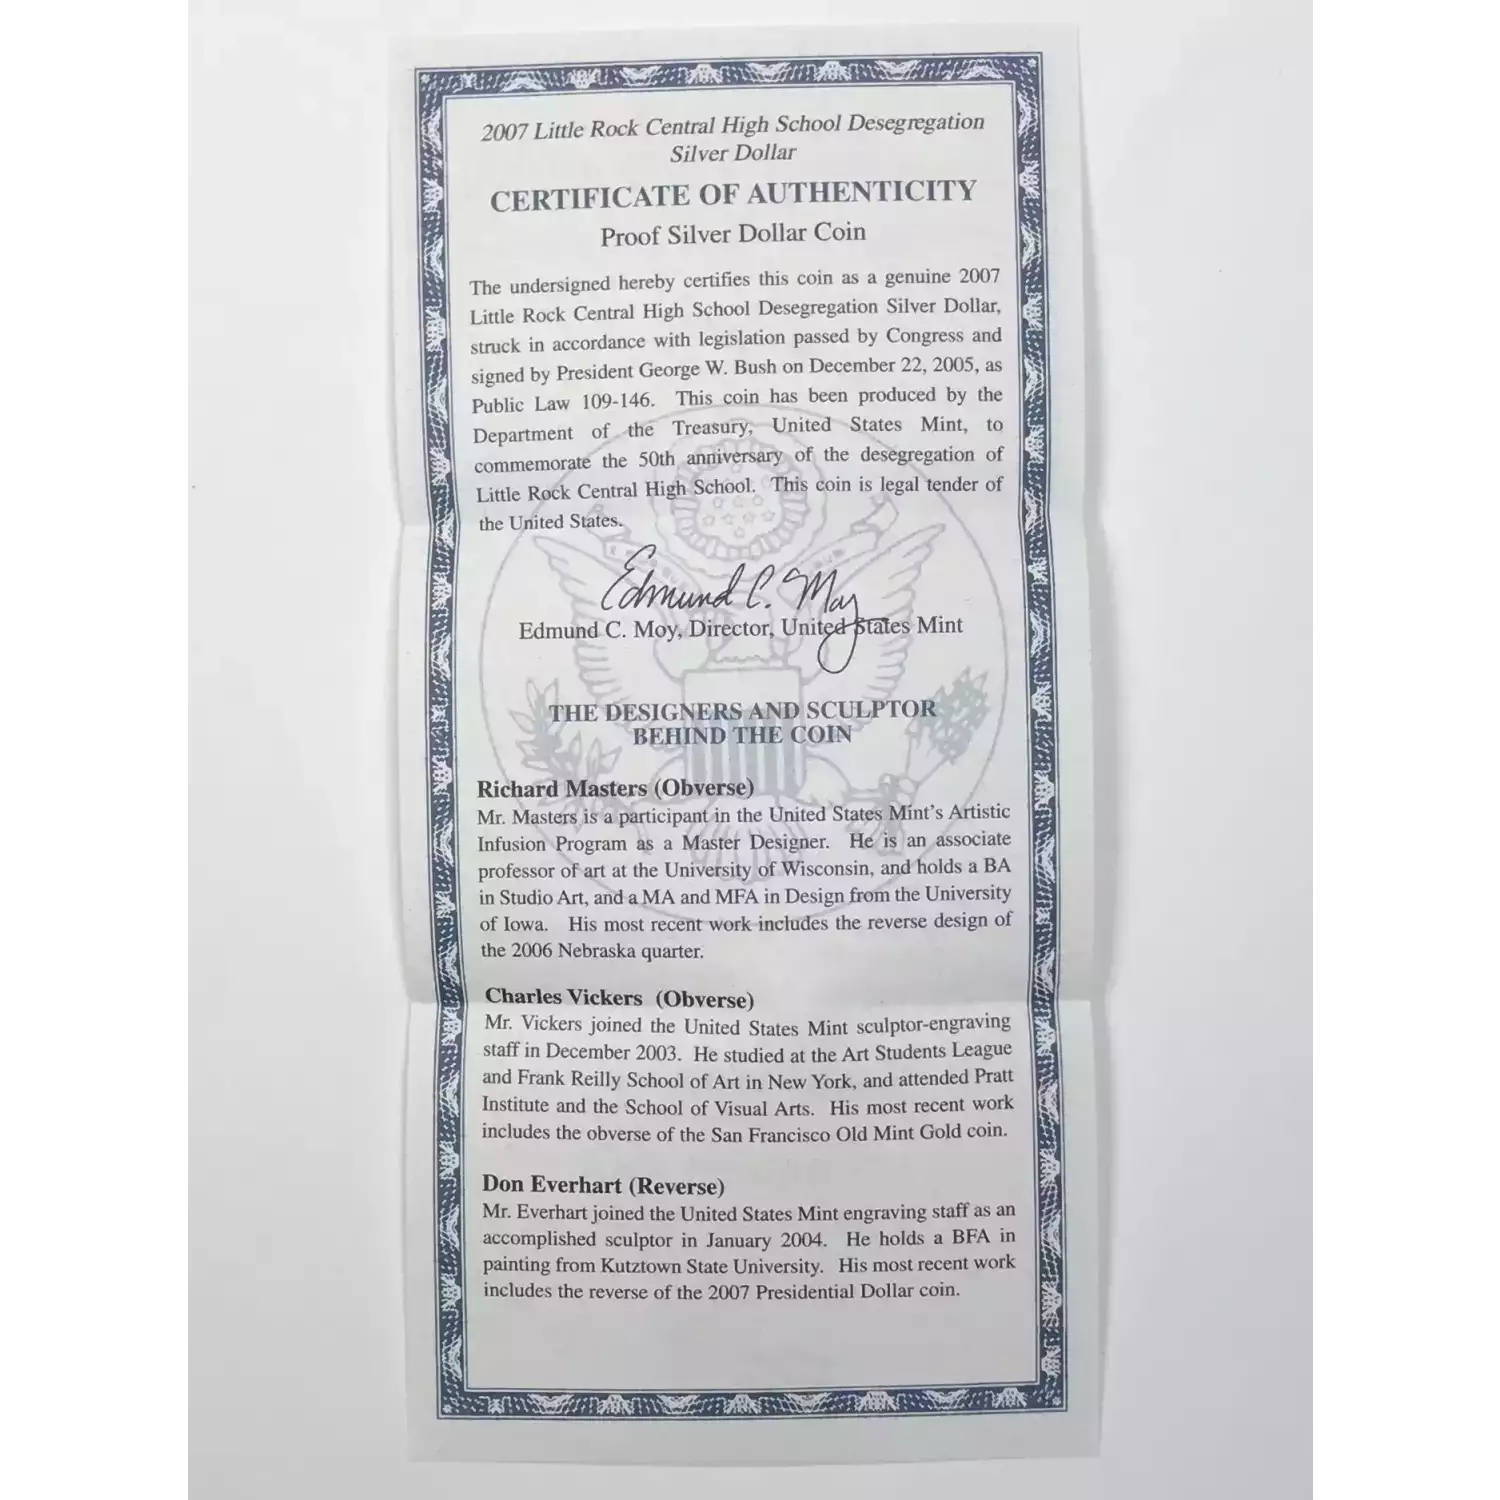 2007 Little Rock Central High School Desegregation
Silver Dollar
CERTIFICATE OF AUTHENTICITY
Proof Silver Dollar Coin
The undersigned hereby certifies this coin as a genuine 2007
Little Rock Central High School Desegregation Silver Dollar,
struck in accordance with legislation passed by Congress and
signed by President George W. Bush on December 22, 2005, as
Public Law 109-146. This coin has been produced by the
Department of the Treasury, United States Mint, to
commemorate the 50th anniversary of the desegregation of
Little Rock Central High School. This coin is legal tender of
the United States.
Edmund C. Moy
Edmund C. Moy, Director, United States Mint
THE DESIGNERS AND SCULPTOR
BEHIND THE COIN
Richard Masters (Obverse)
Mr. Masters is a participant in the United States Mint's Artistic
Infusion Program as a Master Designer. He is an associate
professor of art at the University of Wisconsin, and holds a BA
in Studio Art, and a MA and MFA in Design from the University
of Iowa. His most recent work includes the reverse design of
the 2006 Nebraska quarter.
Charles Vickers (Obverse)
Mr. Vickers joined the United States Mint sculptor-engraving
staff in December 2003. He studied at the Art Students League
and Frank Reilly School of Art in New York, and attended Pratt
Institute and the School of Visual Arts. His most recent work
includes the obverse of the San Francisco Old Mint Gold coin.
Don Everhart (Reverse)
Mr. Everhart joined the United States Mint engraving staff as an
accomplished sculptor in January 2004. He holds a BFA in
painting from Kutztown State University. His most recent work
includes the reverse of the 2007 Presidential Dollar coin.